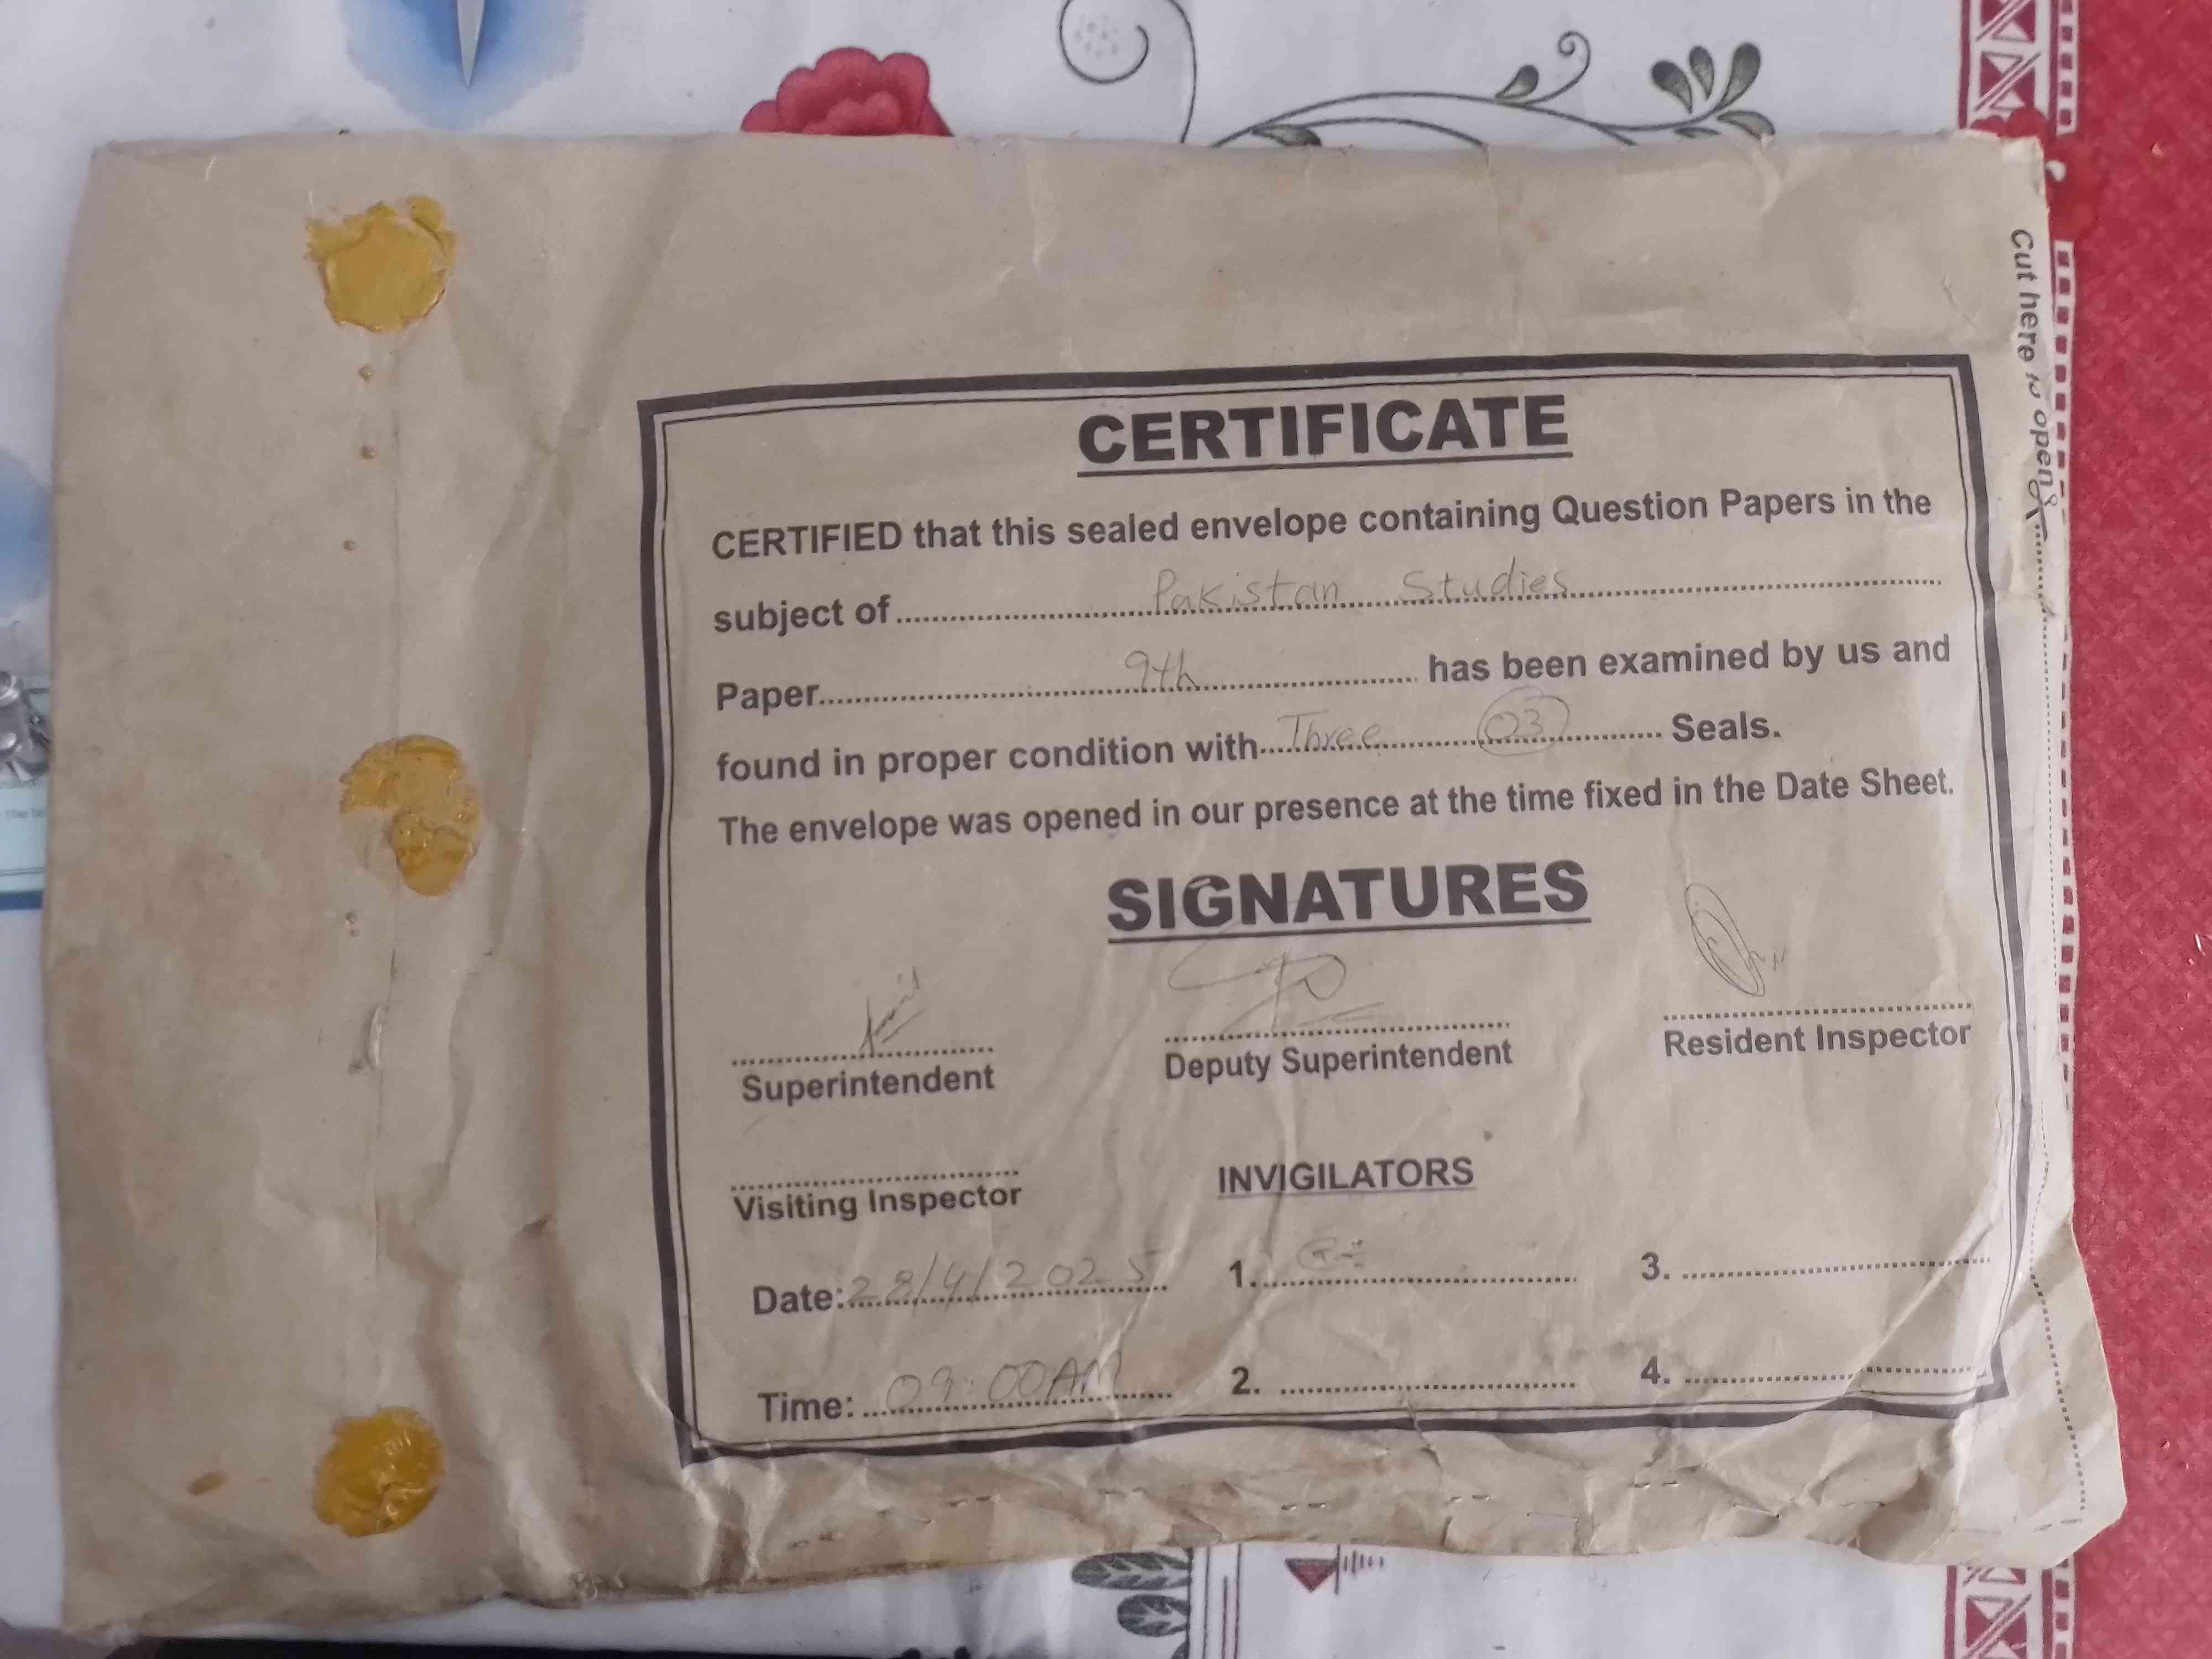 Cut here to open
CERTIFICATE
CERTIFIED that this sealed envelope containing Question Papers in the
subject of Pakistan Studies
Paper 9th has been examined by us and
found in proper condition with Three 03 Seals.
The envelope was opened in our presence at the time fixed in the Date Sheet.
SIGNATURES
Superintendent
Deputy Superintendent
Resident Inspector
Visiting Inspector
INVIGILATORS
Date: 28/4/2025
1.
3.
Time: 09:00AM
2.
4.